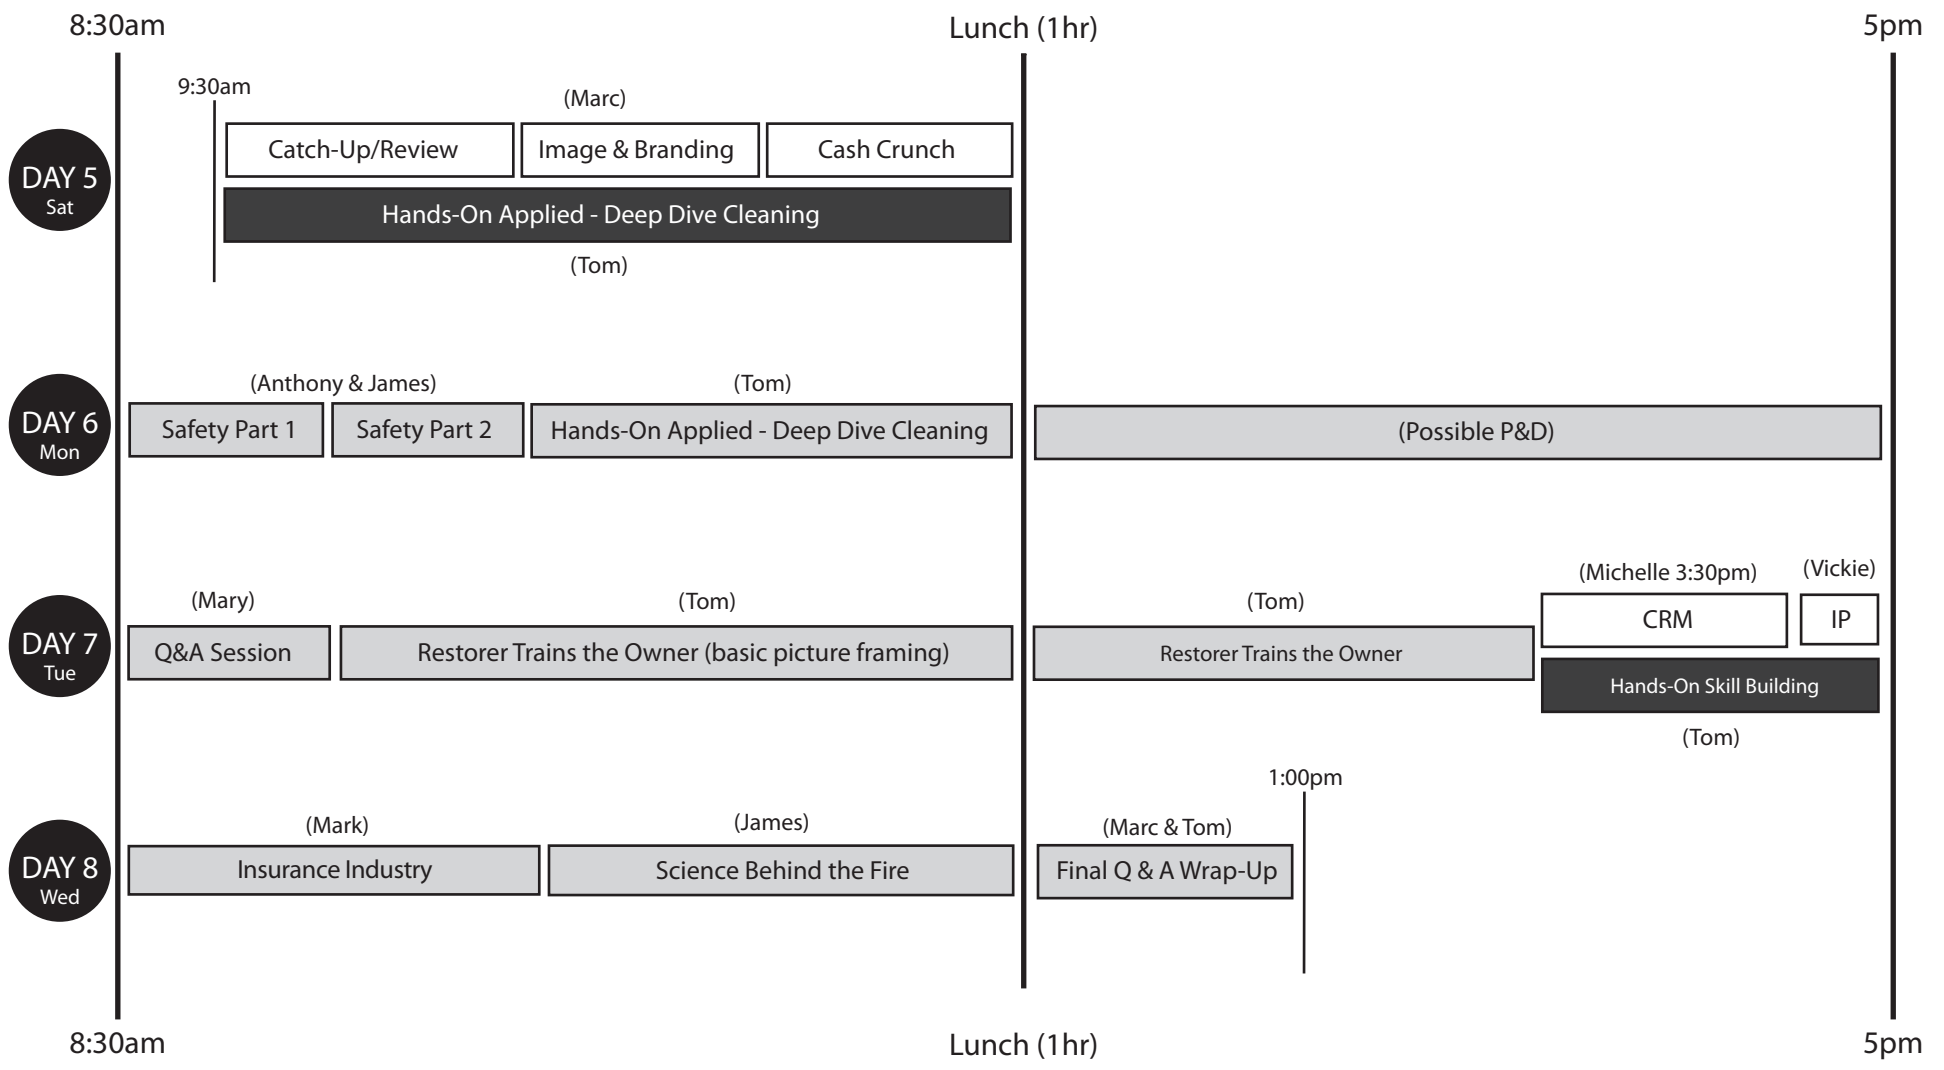 8:30am
Lunch (1hr)
5pm
9:30am
(Marc)
DAY 5
Sat
Catch-Up/Review
Image & Branding
Cash Crunch
Hands-On Applied - Deep Dive Cleaning
(Tom)
(Anthony & James)
(Tom)
DAY 6
Mon
Safety Part 1
Safety Part 2
Hands-On Applied - Deep Dive Cleaning
(Possible P&D)
(Mary)
(Tom)
(Tom)
(Michelle 3:30pm)
(Vickie)
DAY 7
Tue
Q&A Session
Restorer Trains the Owner (basic picture framing)
Restorer Trains the Owner
CRM
IP
Hands-On Skill Building
(Tom)
1:00pm
(Mark)
(James)
(Marc & Tom)
DAY 8
Wed
Insurance Industry
Science Behind the Fire
Final Q & A Wrap-Up
8:30am
Lunch (1hr)
5pm